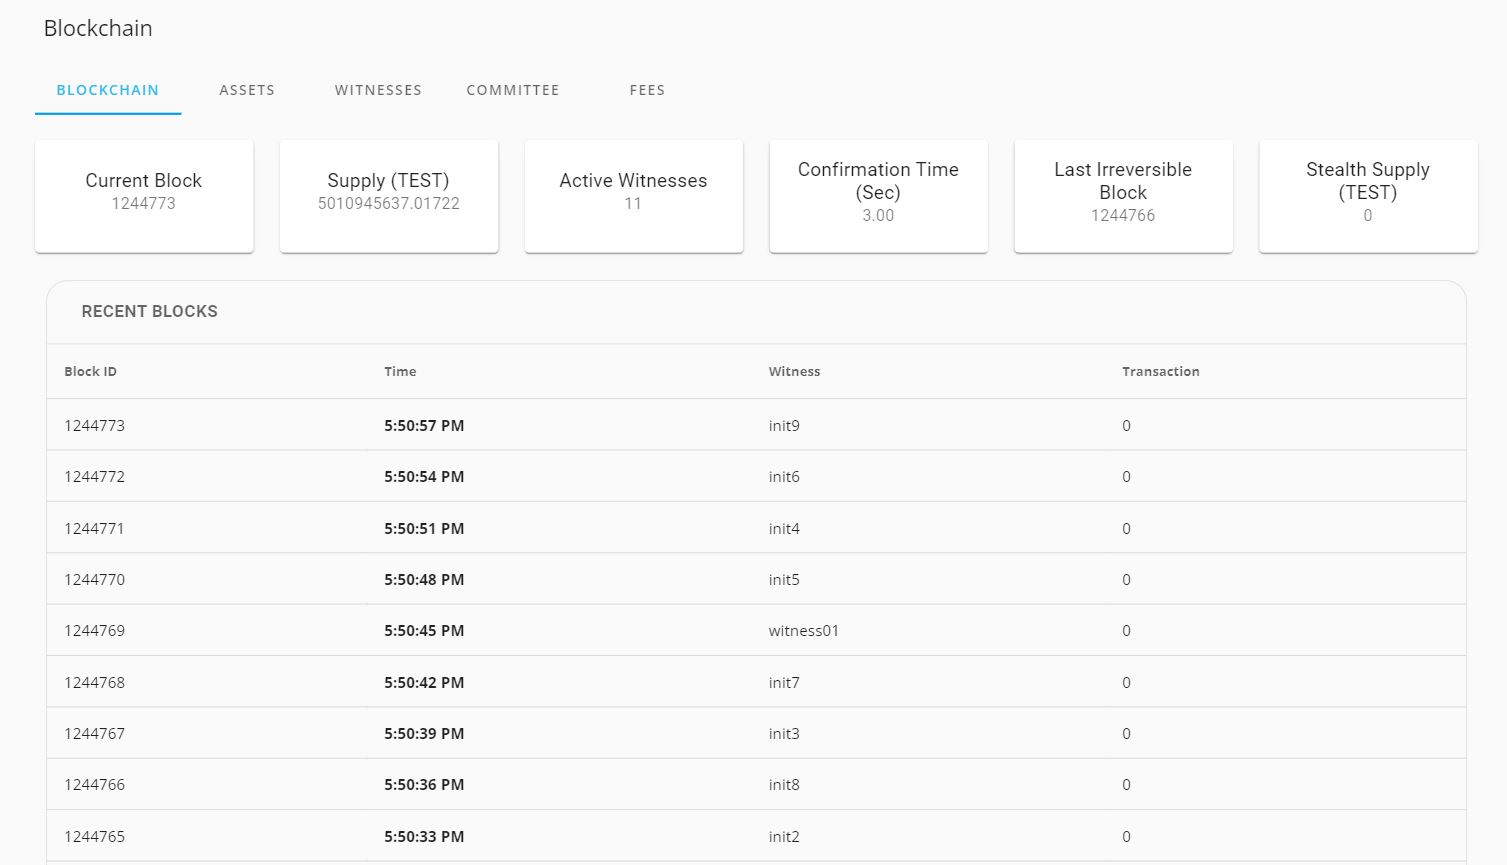 Blockchain
BLOCKCHAIN ASSETS WITNESSES COMMITTEE FEES
Current Block
1244773
Supply (TEST)
5010945637.01722
Active Witnesses
11
Confirmation Time
(Sec)
3.00
Last Irreversible
Block
1244766
Stealth Supply
(TEST)
0
RECENT BLOCKS
Block ID Time Witness Transaction
1244773 5:50:57 PM init9 0
1244772 5:50:54 PM init6 0
1244771 5:50:51 PM init4 0
1244770 5:50:48 PM init5 0
1244769 5:50:45 PM witness01 0
1244768 5:50:42 PM init7 0
1244767 5:50:39 PM init3 0
1244766 5:50:36 PM init8 0
1244765 5:50:33 PM init2 0